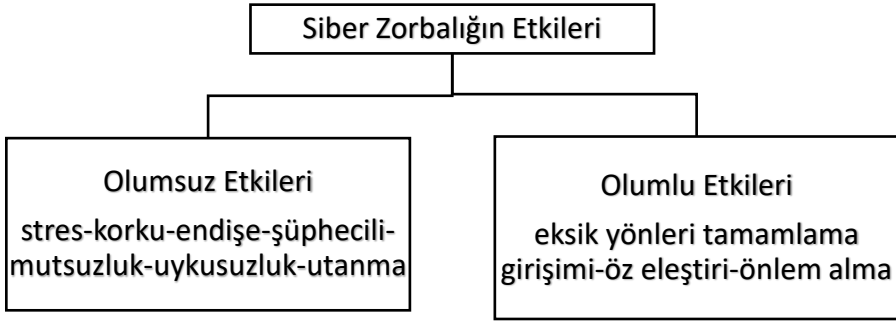 Siber Zorbalığın Etkileri
Olumsuz Etkileri
stres-korku-endişe-şüphecili-
mutsuzluk-uykusuzluk-utanma
Olumlu Etkileri
eksik yönleri tamamlama
girişimi-öz eleştiri-önlem alma